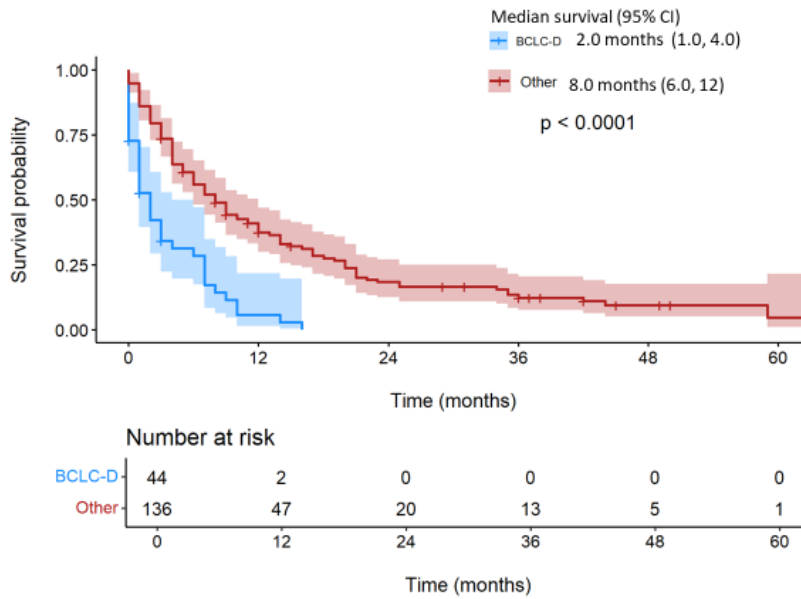 Median survival (95% CI)
BCLC-D 2.0 months (1.0, 4.0)
Other 8.0 months (6.0, 12)
p < 0.0001
Survival probability
1.00
0.75
0.50
0.25
0.00
0 12 24 36 48 60
Time (months)
Number at risk
BCLC-D 44 2 0 0 0 0
Other 136 47 20 13 5 1
0 12 24 36 48 60
Time (months)